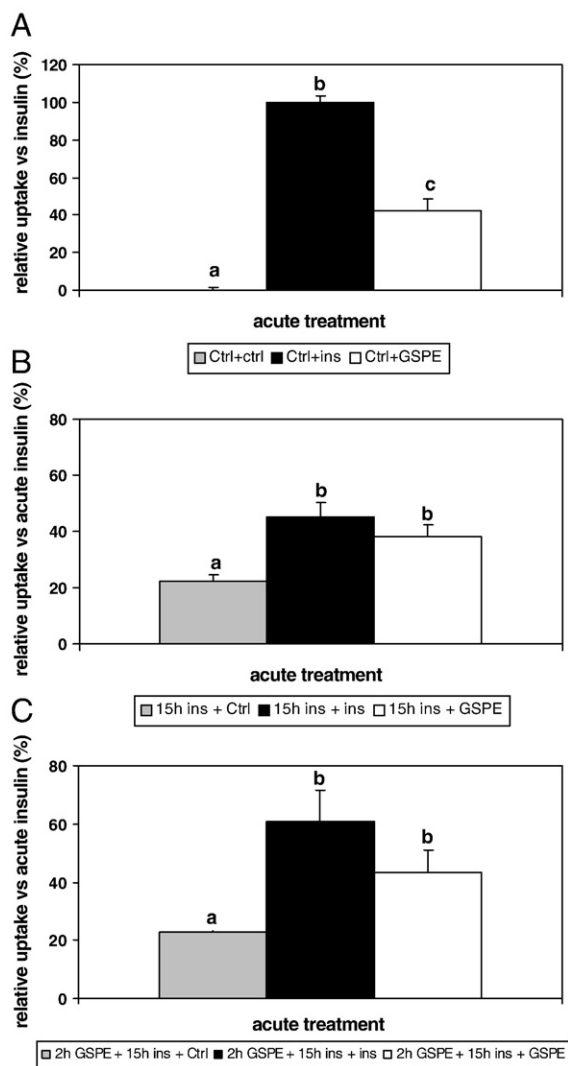 A
relative uptake vs insulin (%)
120
100
80
60
40
20
0
a
b
c
acute treatment
Ctrl+ctrl Ctrl+ins Ctrl+GSPE
B
relative uptake vs acute insulin (%)
80
60
40
20
0
a
b
b
acute treatment
15h ins + Ctrl 15h ins + ins 15h ins + GSPE
C
relative uptake vs acute insulin (%)
80
60
40
20
0
a
b
b
acute treatment
2h GSPE + 15h ins + Ctrl 2h GSPE + 15h ins + ins 2h GSPE + 15h ins + GSPE